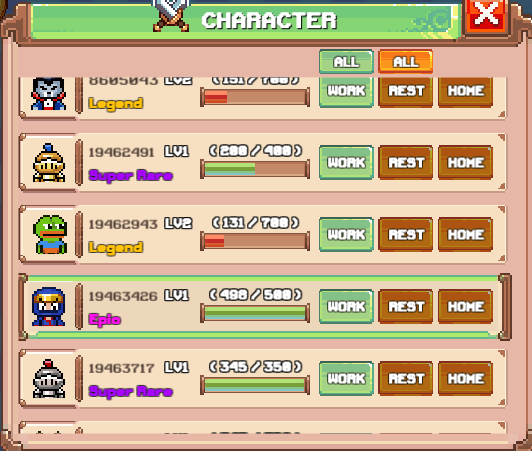 CHARACTER
ALL ALL
8605043 LV2 (151/700) WORK REST HOME
Legend
19462491 LV1 (200/400) WORK REST HOME
Super Rare
19462943 LV2 (131/700) WORK REST HOME
Legend
19463426 LV1 (498/500) WORK REST HOME
Epic
19463717 LV1 (345/350) WORK REST HOME
Super Rare